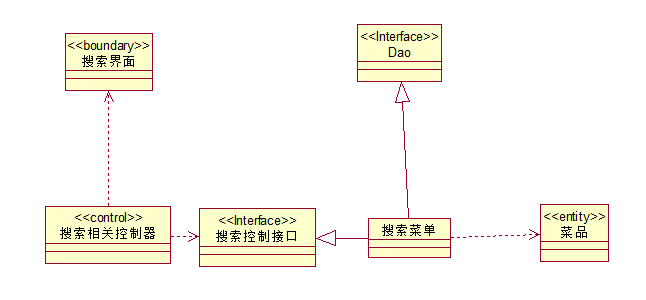 <<boundary>>
搜索界面
<<Interface>>
Dao
<<control>>
搜索相关控制器
<<Interface>>
搜索控制接口
搜索菜单
<<entity>>
菜品